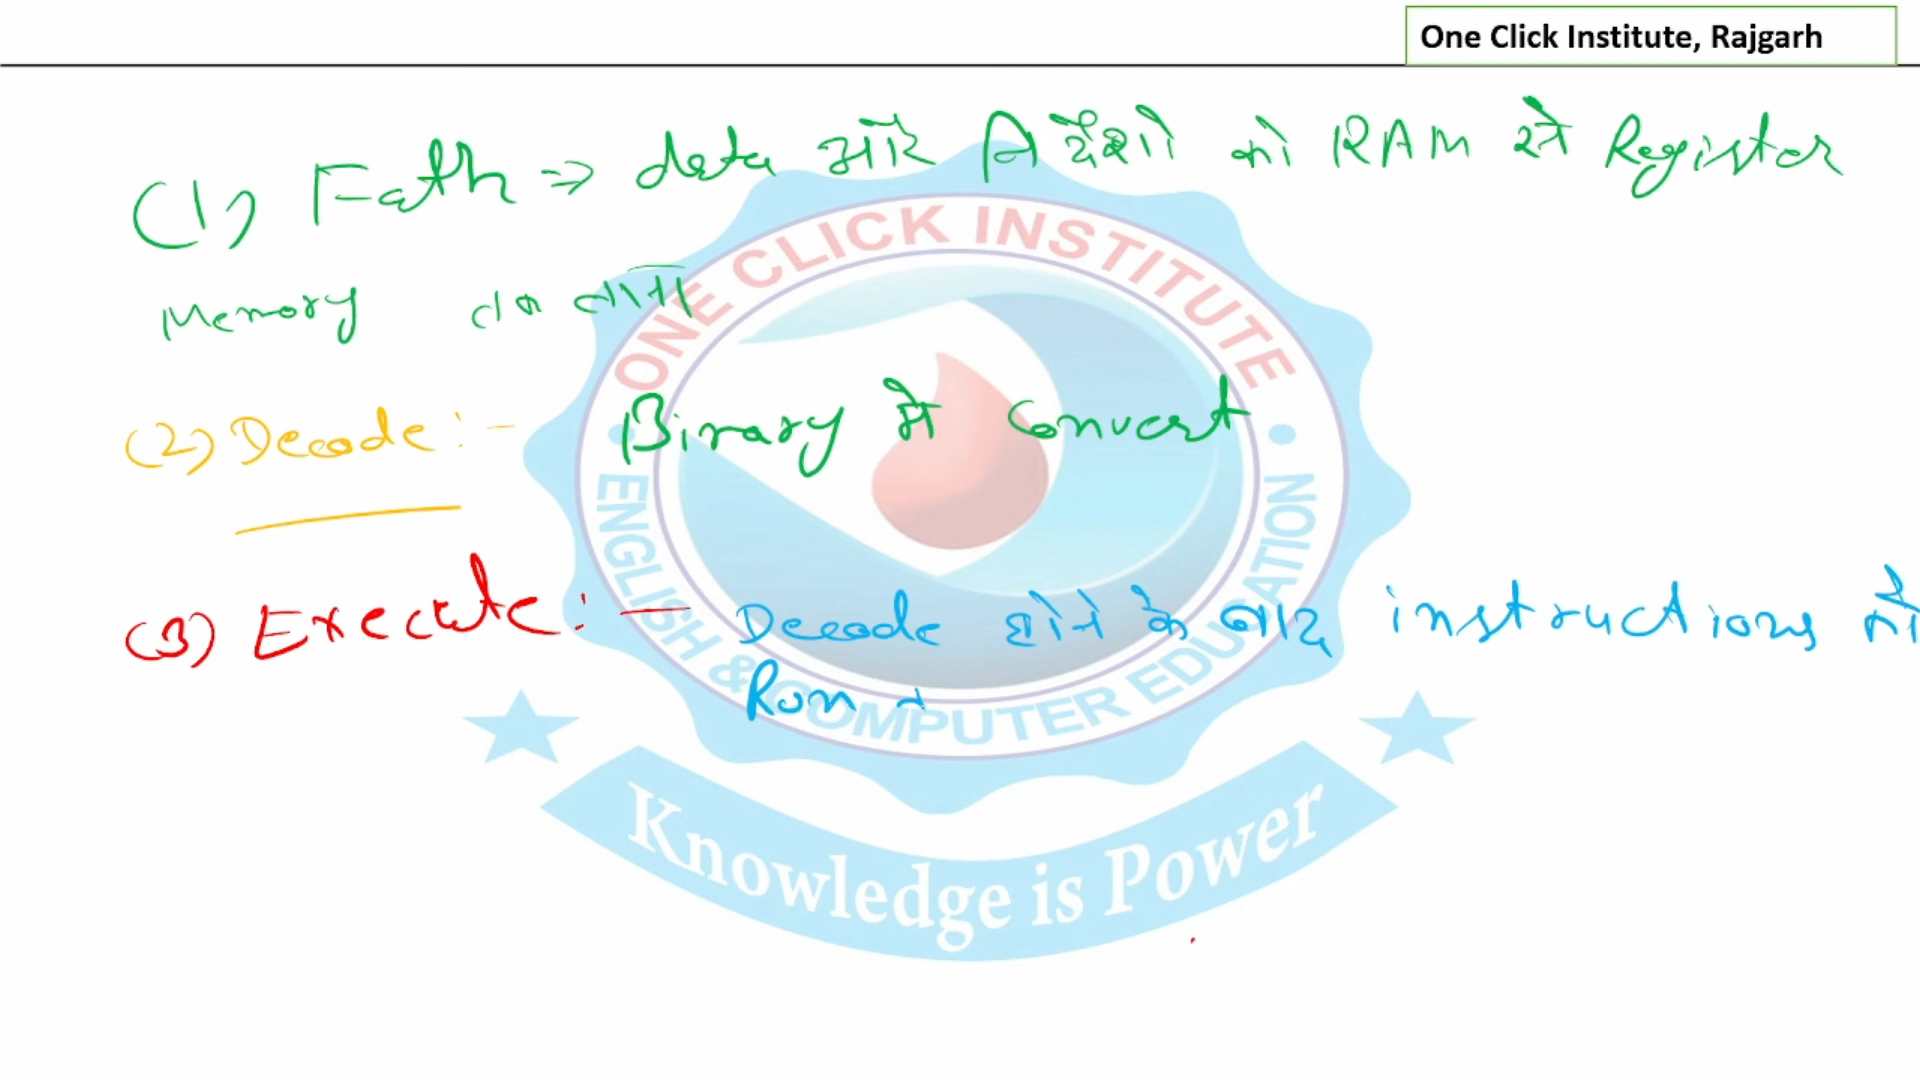 One Click Institute, Rajgarh
(1) Fath ⇒ data और निर्देशो को RAM से Register
Memory तक लाना
(2) Decode :- Binary मे Convert
(3) Execute :- Decode होने के बाद instructions को
Run
ONE CLICK INSTITUTE
ENGLISH & COMPUTER EDUCATION
Knowledge is Power